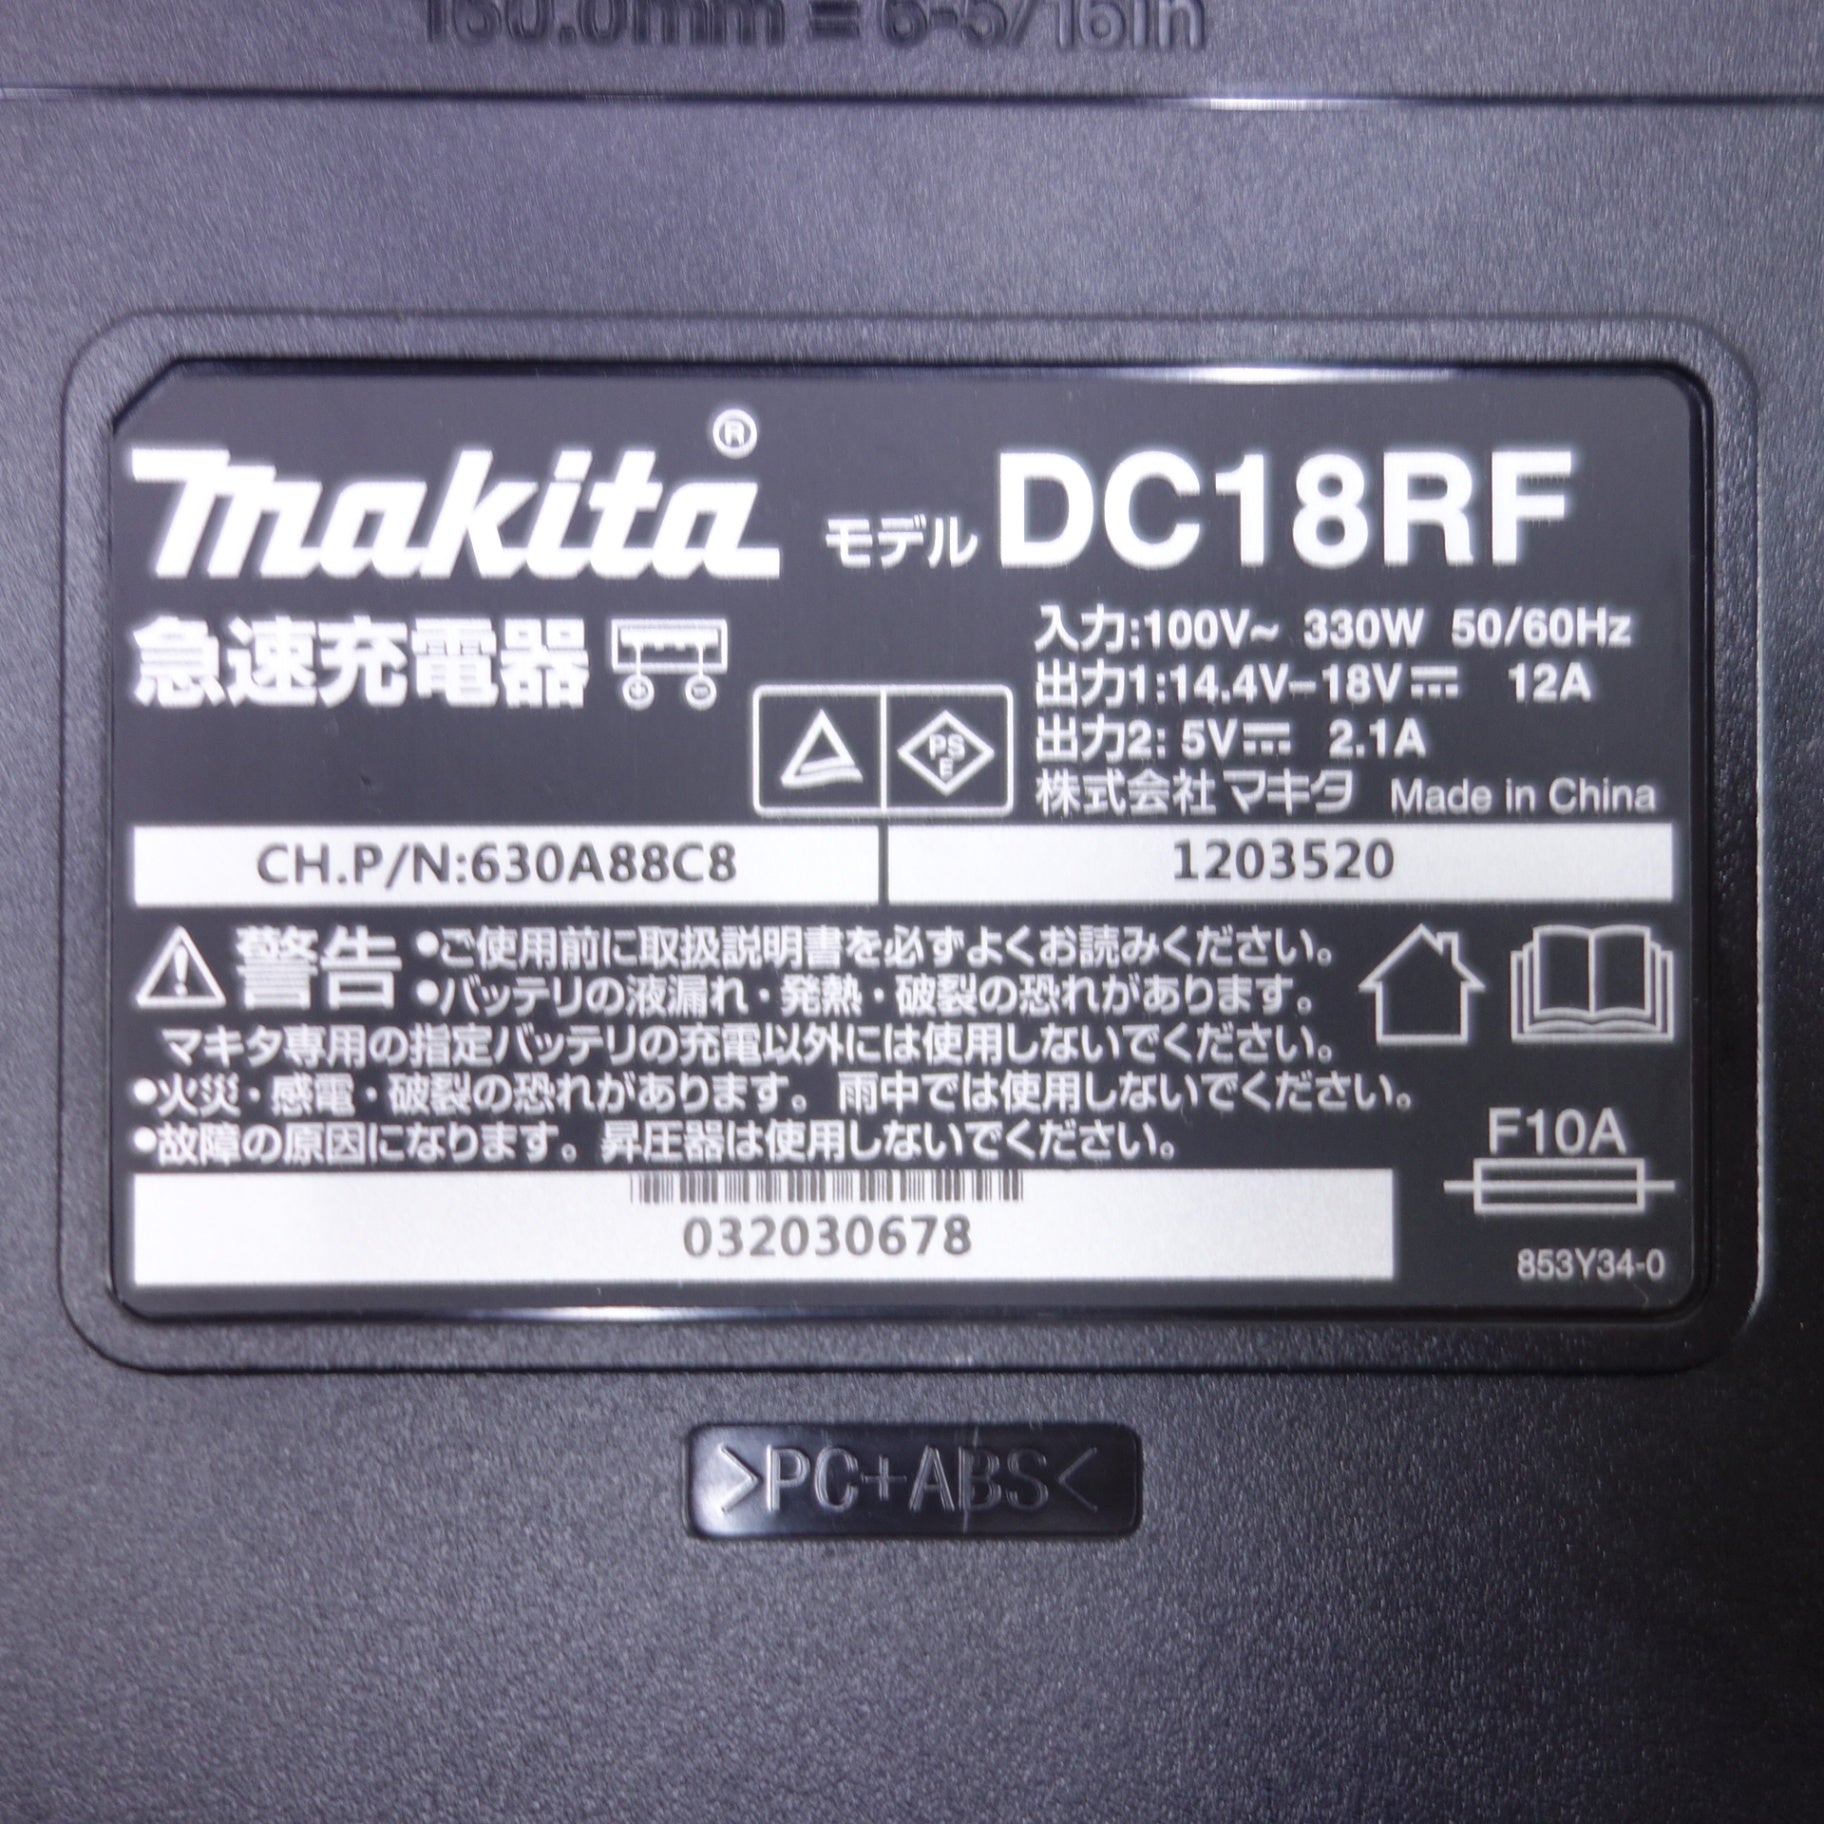 160.0mm = 6-5/16in
makita®
モデル DC18RF
急速充電器
入力:100V~ 330W 50/60Hz
出力1:14.4V–18V⎓ 12A
出力2: 5V⎓ 2.1A
PSE
株式会社マキタ Made in China
CH.P/N:630A88C8 1203520
警告 •ご使用前に取扱説明書を必ずよくお読みください。
•バッテリの液漏れ・発熱・破裂の恐れがあります。
マキタ専用の指定バッテリの充電以外には使用しないでください。
•火災・感電・破裂の恐れがあります。雨中では使用しないでください。
•故障の原因になります。昇圧器は使用しないでください。
F10A
032030678
853Y34-0
>PC+ABS<